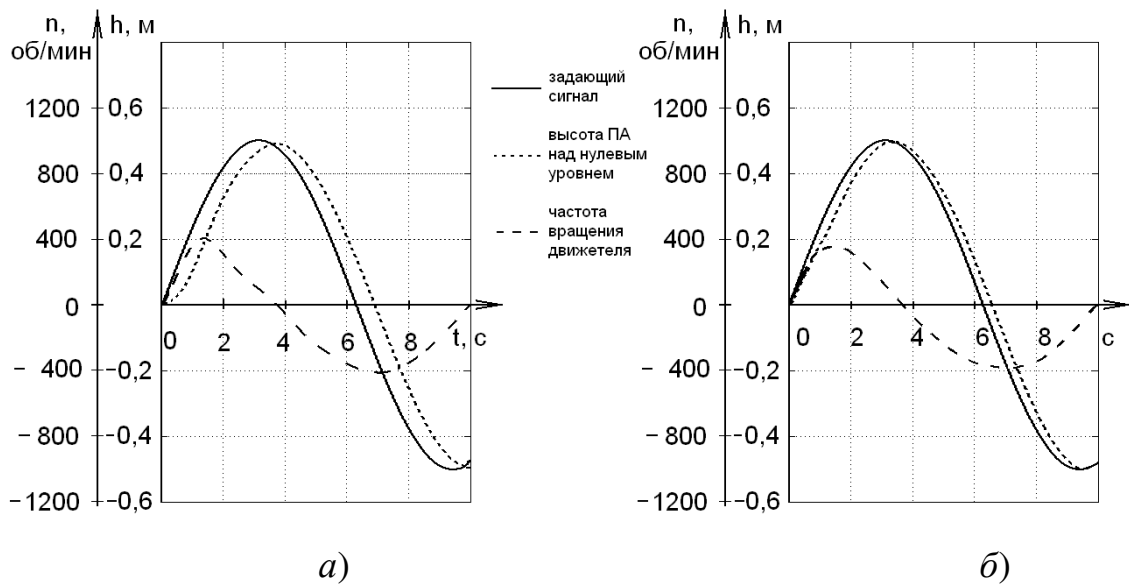 n,
об/мин
h, м
1200
800
400
0
− 400
− 800
−1200
0,6
0,4
0,2
0
−0,2
−0,4
−0,6
0 2 4 6 8
t, с
задающий
сигнал
высота ПА
над нулевым
уровнем
частота
вращения
движетеля
n,
об/мин
h, м
1200
800
400
0
− 400
− 800
−1200
0,6
0,4
0,2
0
−0,2
−0,4
−0,6
0 2 4 6 8 с
а)
б)